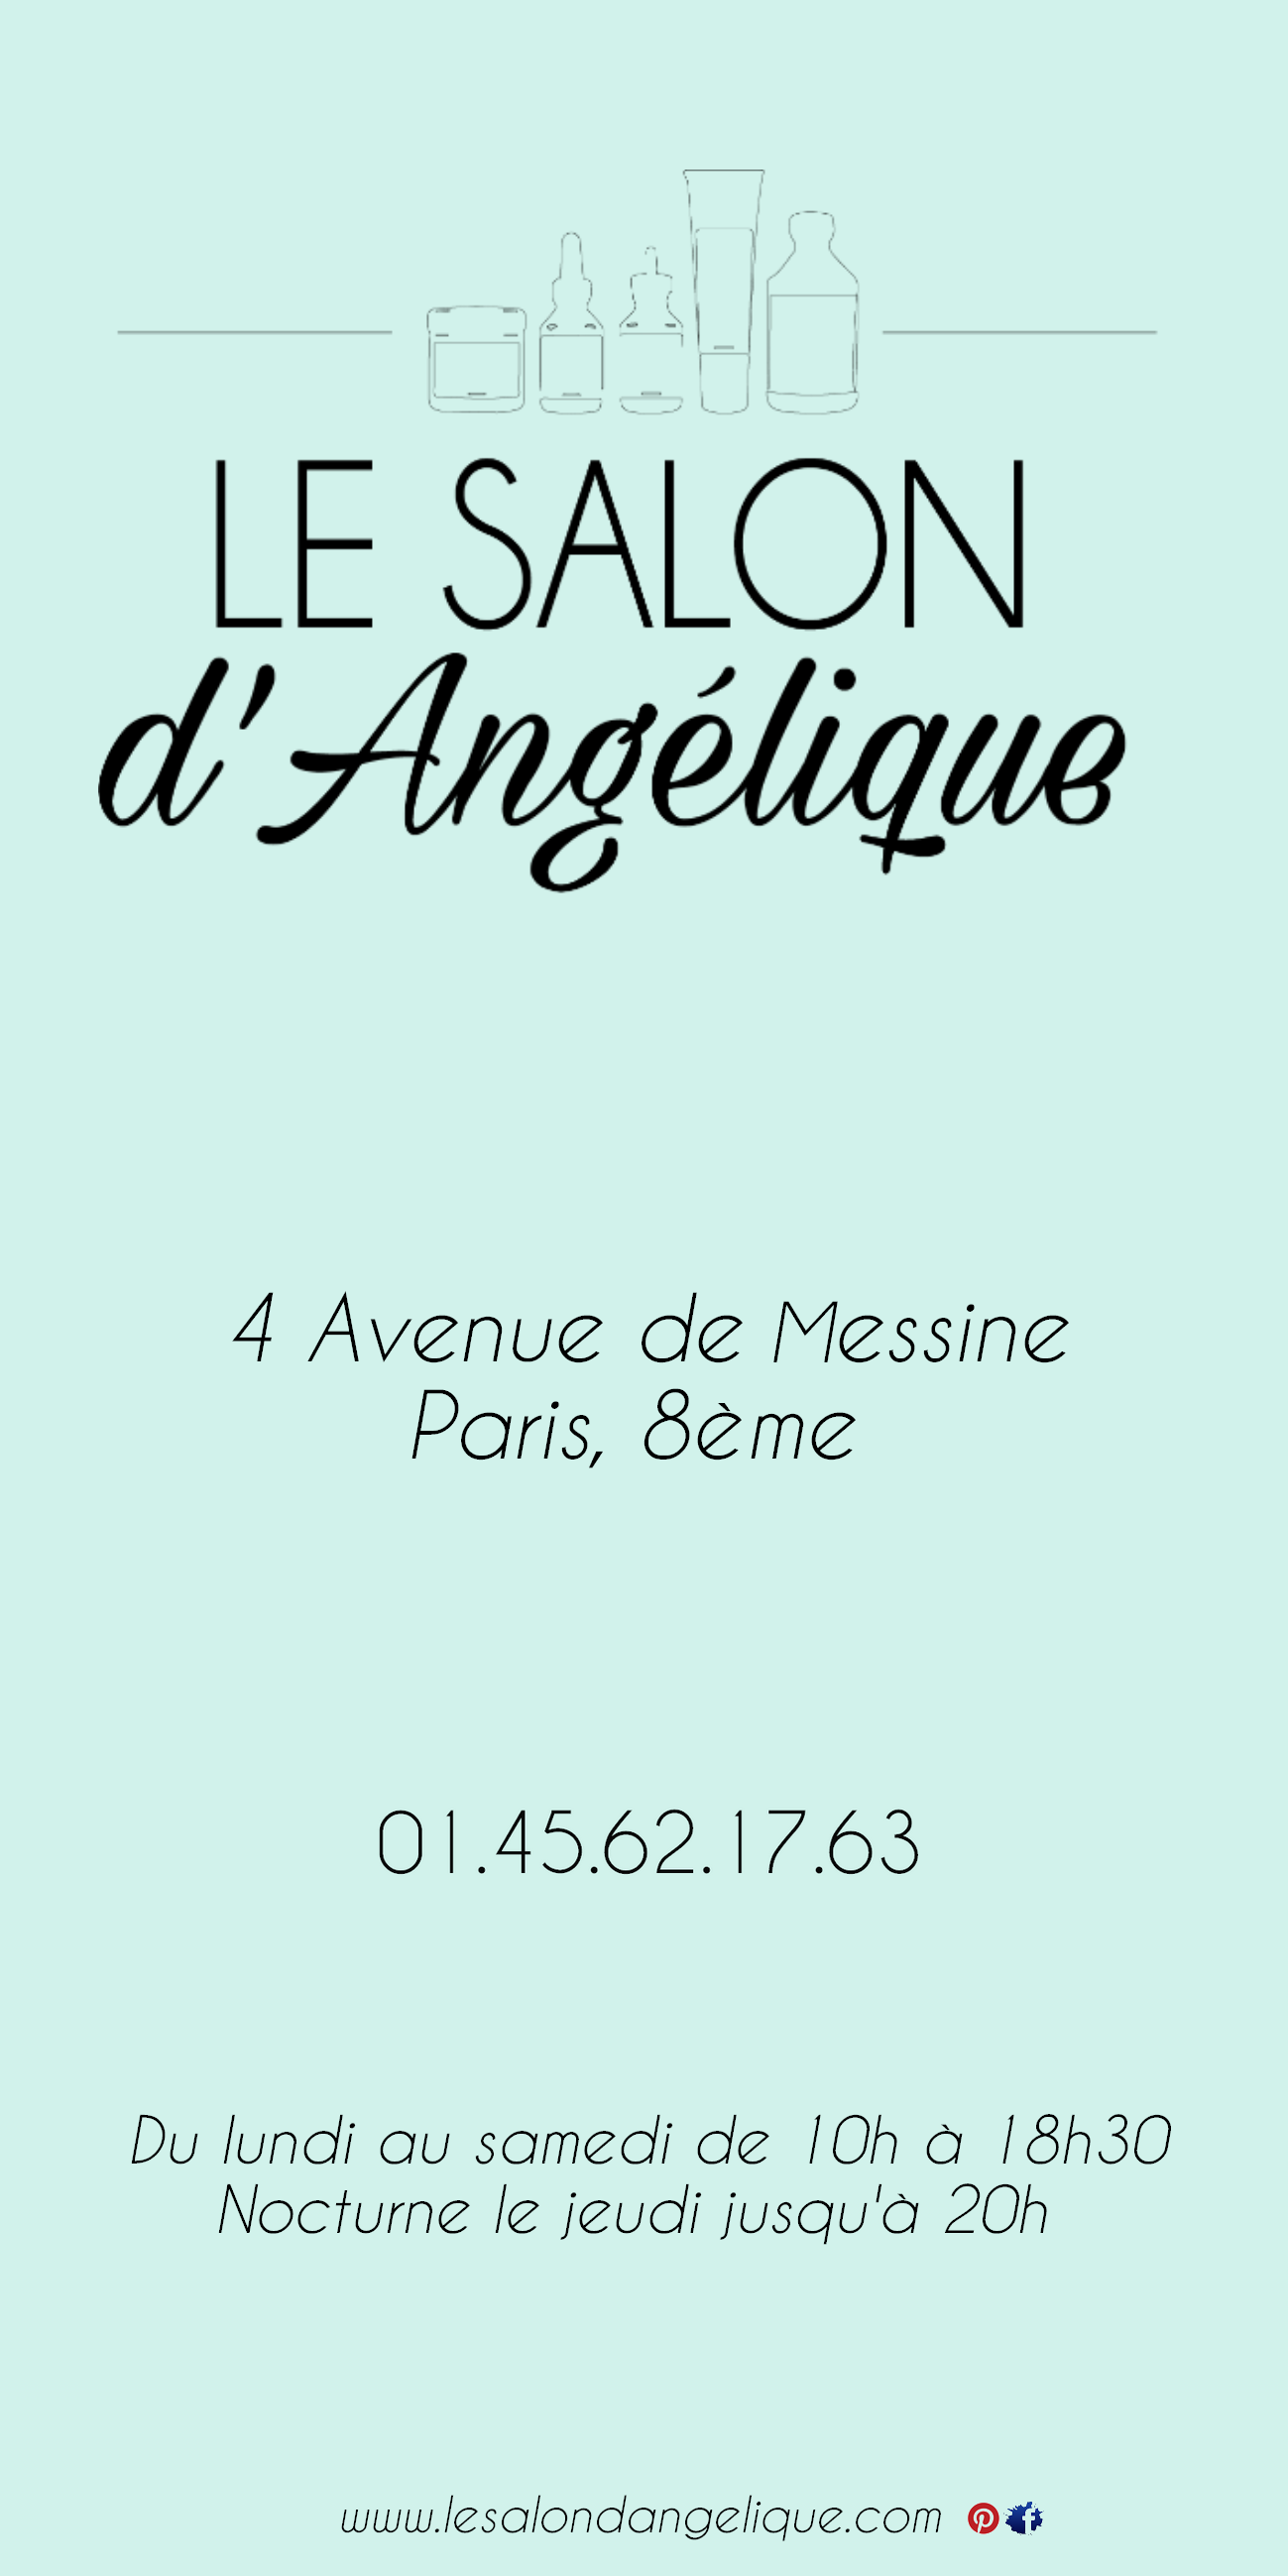 LE SALON
d'Angélique
4 Avenue de Messine
Paris, 8ème
01.45.62.17.63
Du lundi au samedi de 10h à 18h30
Nocturne le jeudi jusqu'à 20h
www.lesalondangelique.com